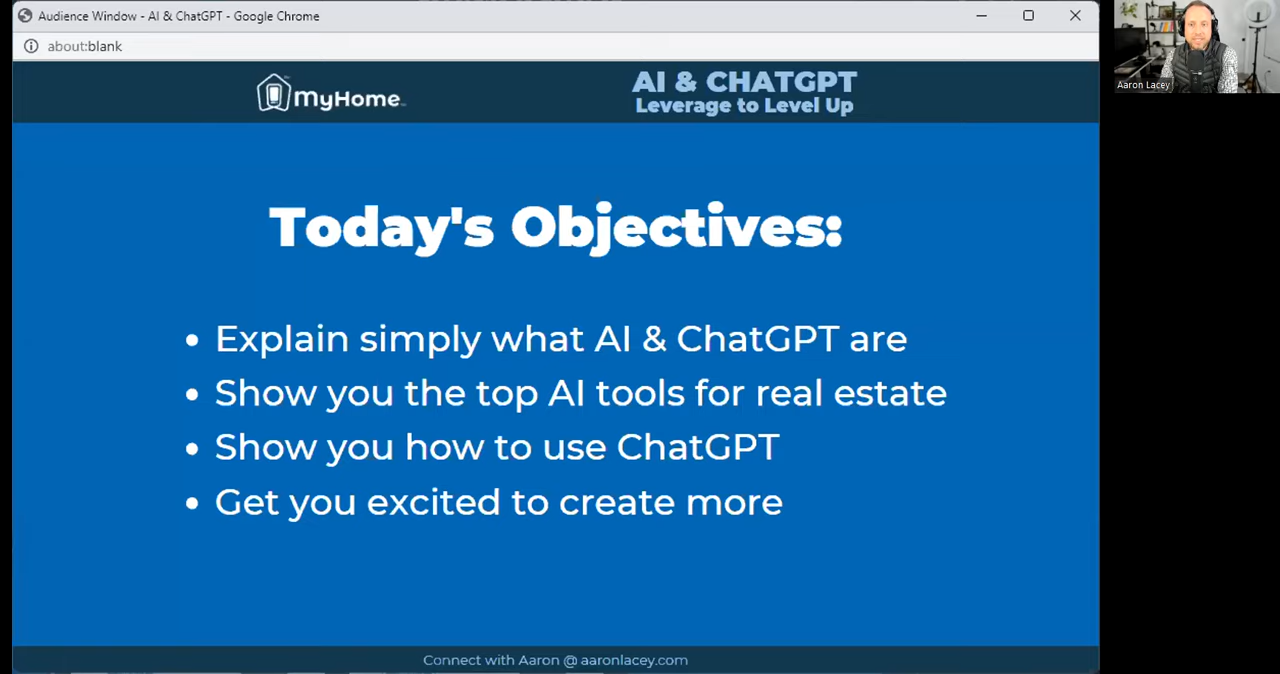 Audience Window - AI & ChatGPT - Google Chrome
about:blank
MyHome
AI & CHATGPT
Leverage to Level Up
Today's Objectives:
• Explain simply what AI & ChatGPT are
• Show you the top AI tools for real estate
• Show you how to use ChatGPT
• Get you excited to create more
Connect with Aaron @ aaronlacey.com
Aaron Lacey